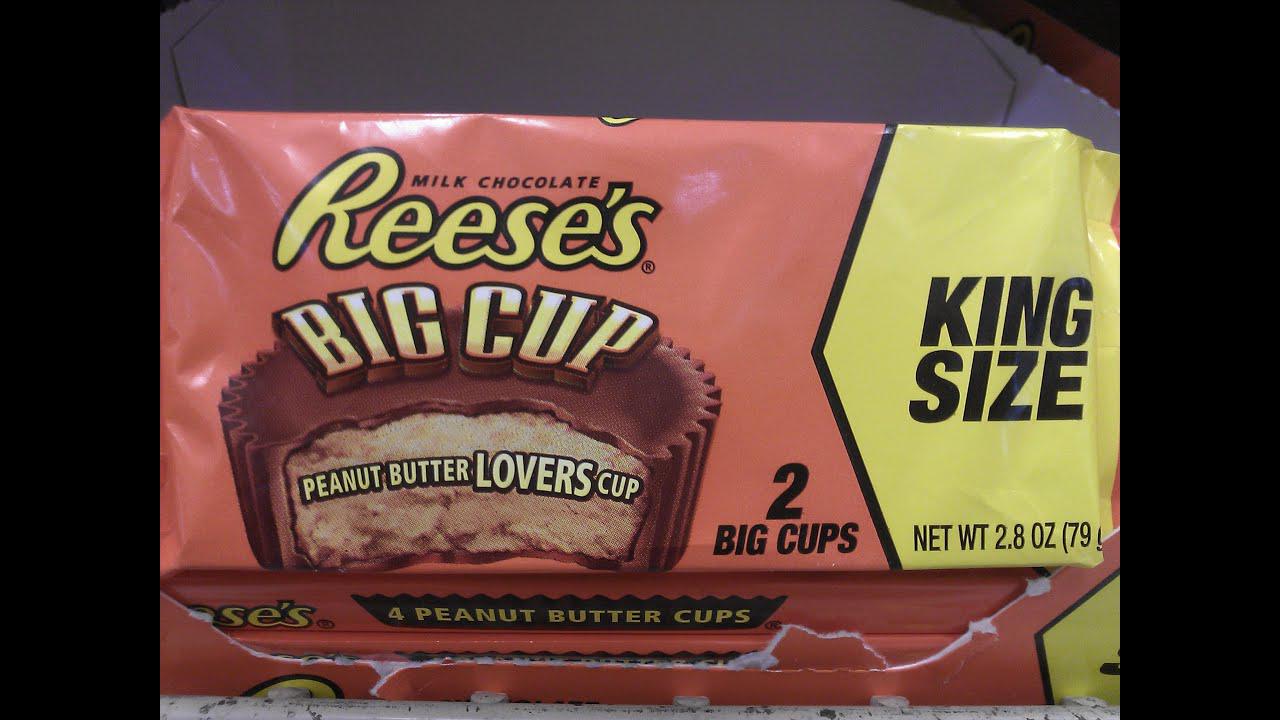 MILK CHOCOLATE
Reese's®
BIG CUP
PEANUT BUTTER LOVERS CUP
2
BIG CUPS
KING
SIZE
NET WT 2.8 OZ (79
4 PEANUT BUTTER CUPS